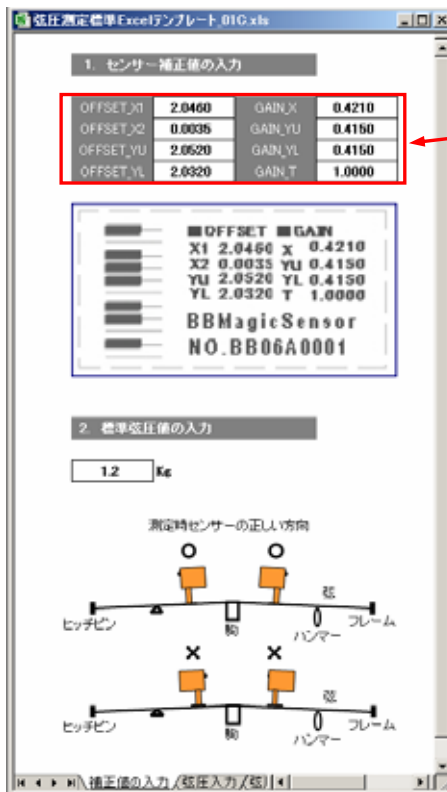 弦圧測定標準Excelテンプレート_01G.xls
1. センサー補正値の入力
OFFSET_X1 2.0460 GAIN_X 0.4210
OFFSET_X2 0.0035 GAIN_YU 0.4150
OFFSET_YU 2.0520 GAIN_YL 0.4150
OFFSET_YL 2.0320 GAIN_T 1.0000
■OFFSET ■GAIN
X1 2.0460 X 0.4210
X2 0.0035 YU 0.4150
YU 2.0520 YL 0.4150
YL 2.0320 T 1.0000
BBMagicSensor
NO.BB06A0001
2. 標準弦圧値の入力
1.2 Kg
測定時センサーの正しい方向
○ ○
ヒッチピン 駒 ハンマー 弦 フレーム
× ×
ヒッチピン 駒 ハンマー 弦 フレーム
補正値の入力 / 弦圧入力 / 弦